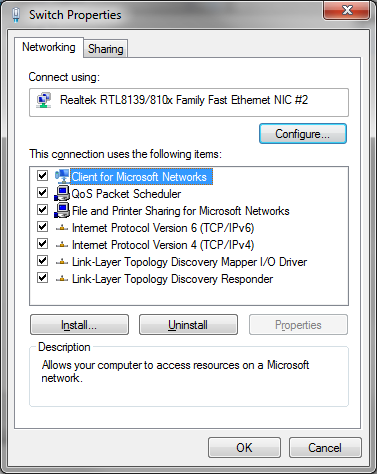 Switch Properties
Networking
Sharing
Connect using:
Realtek RTL8139/810x Family Fast Ethernet NIC #2
Configure...
This connection uses the following items:
Client for Microsoft Networks
QoS Packet Scheduler
File and Printer Sharing for Microsoft Networks
Internet Protocol Version 6 (TCP/IPv6)
Internet Protocol Version 4 (TCP/IPv4)
Link-Layer Topology Discovery Mapper I/O Driver
Link-Layer Topology Discovery Responder
Install...
Uninstall
Properties
Description
Allows your computer to access resources on a Microsoft
network.
OK
Cancel